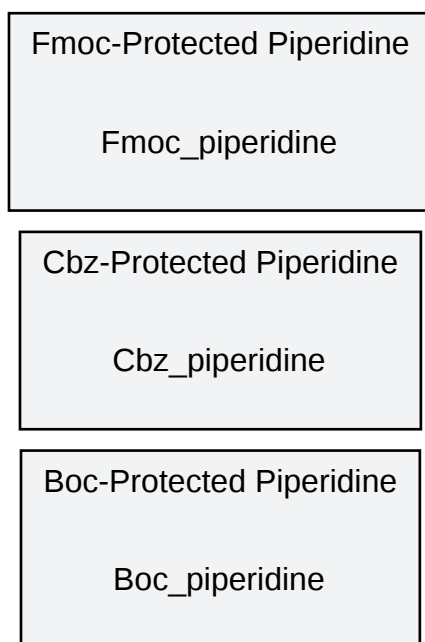 Fmoc-Protected Piperidine
Fmoc_piperidine
Cbz-Protected Piperidine
Cbz_piperidine
Boc-Protected Piperidine
Boc_piperidine